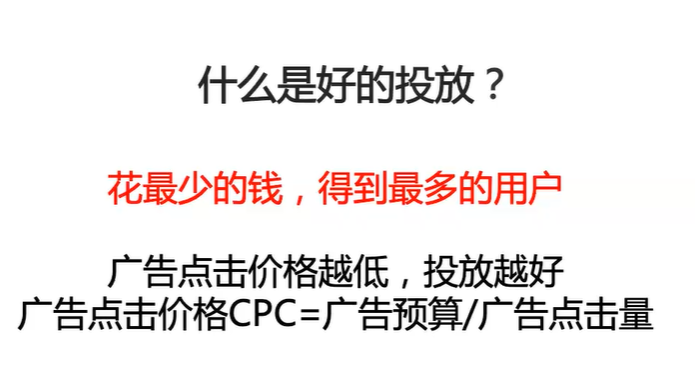 什么是好的投放？
花最少的钱，得到最多的用户
广告点击价格越低，投放越好
广告点击价格CPC=广告预算/广告点击量